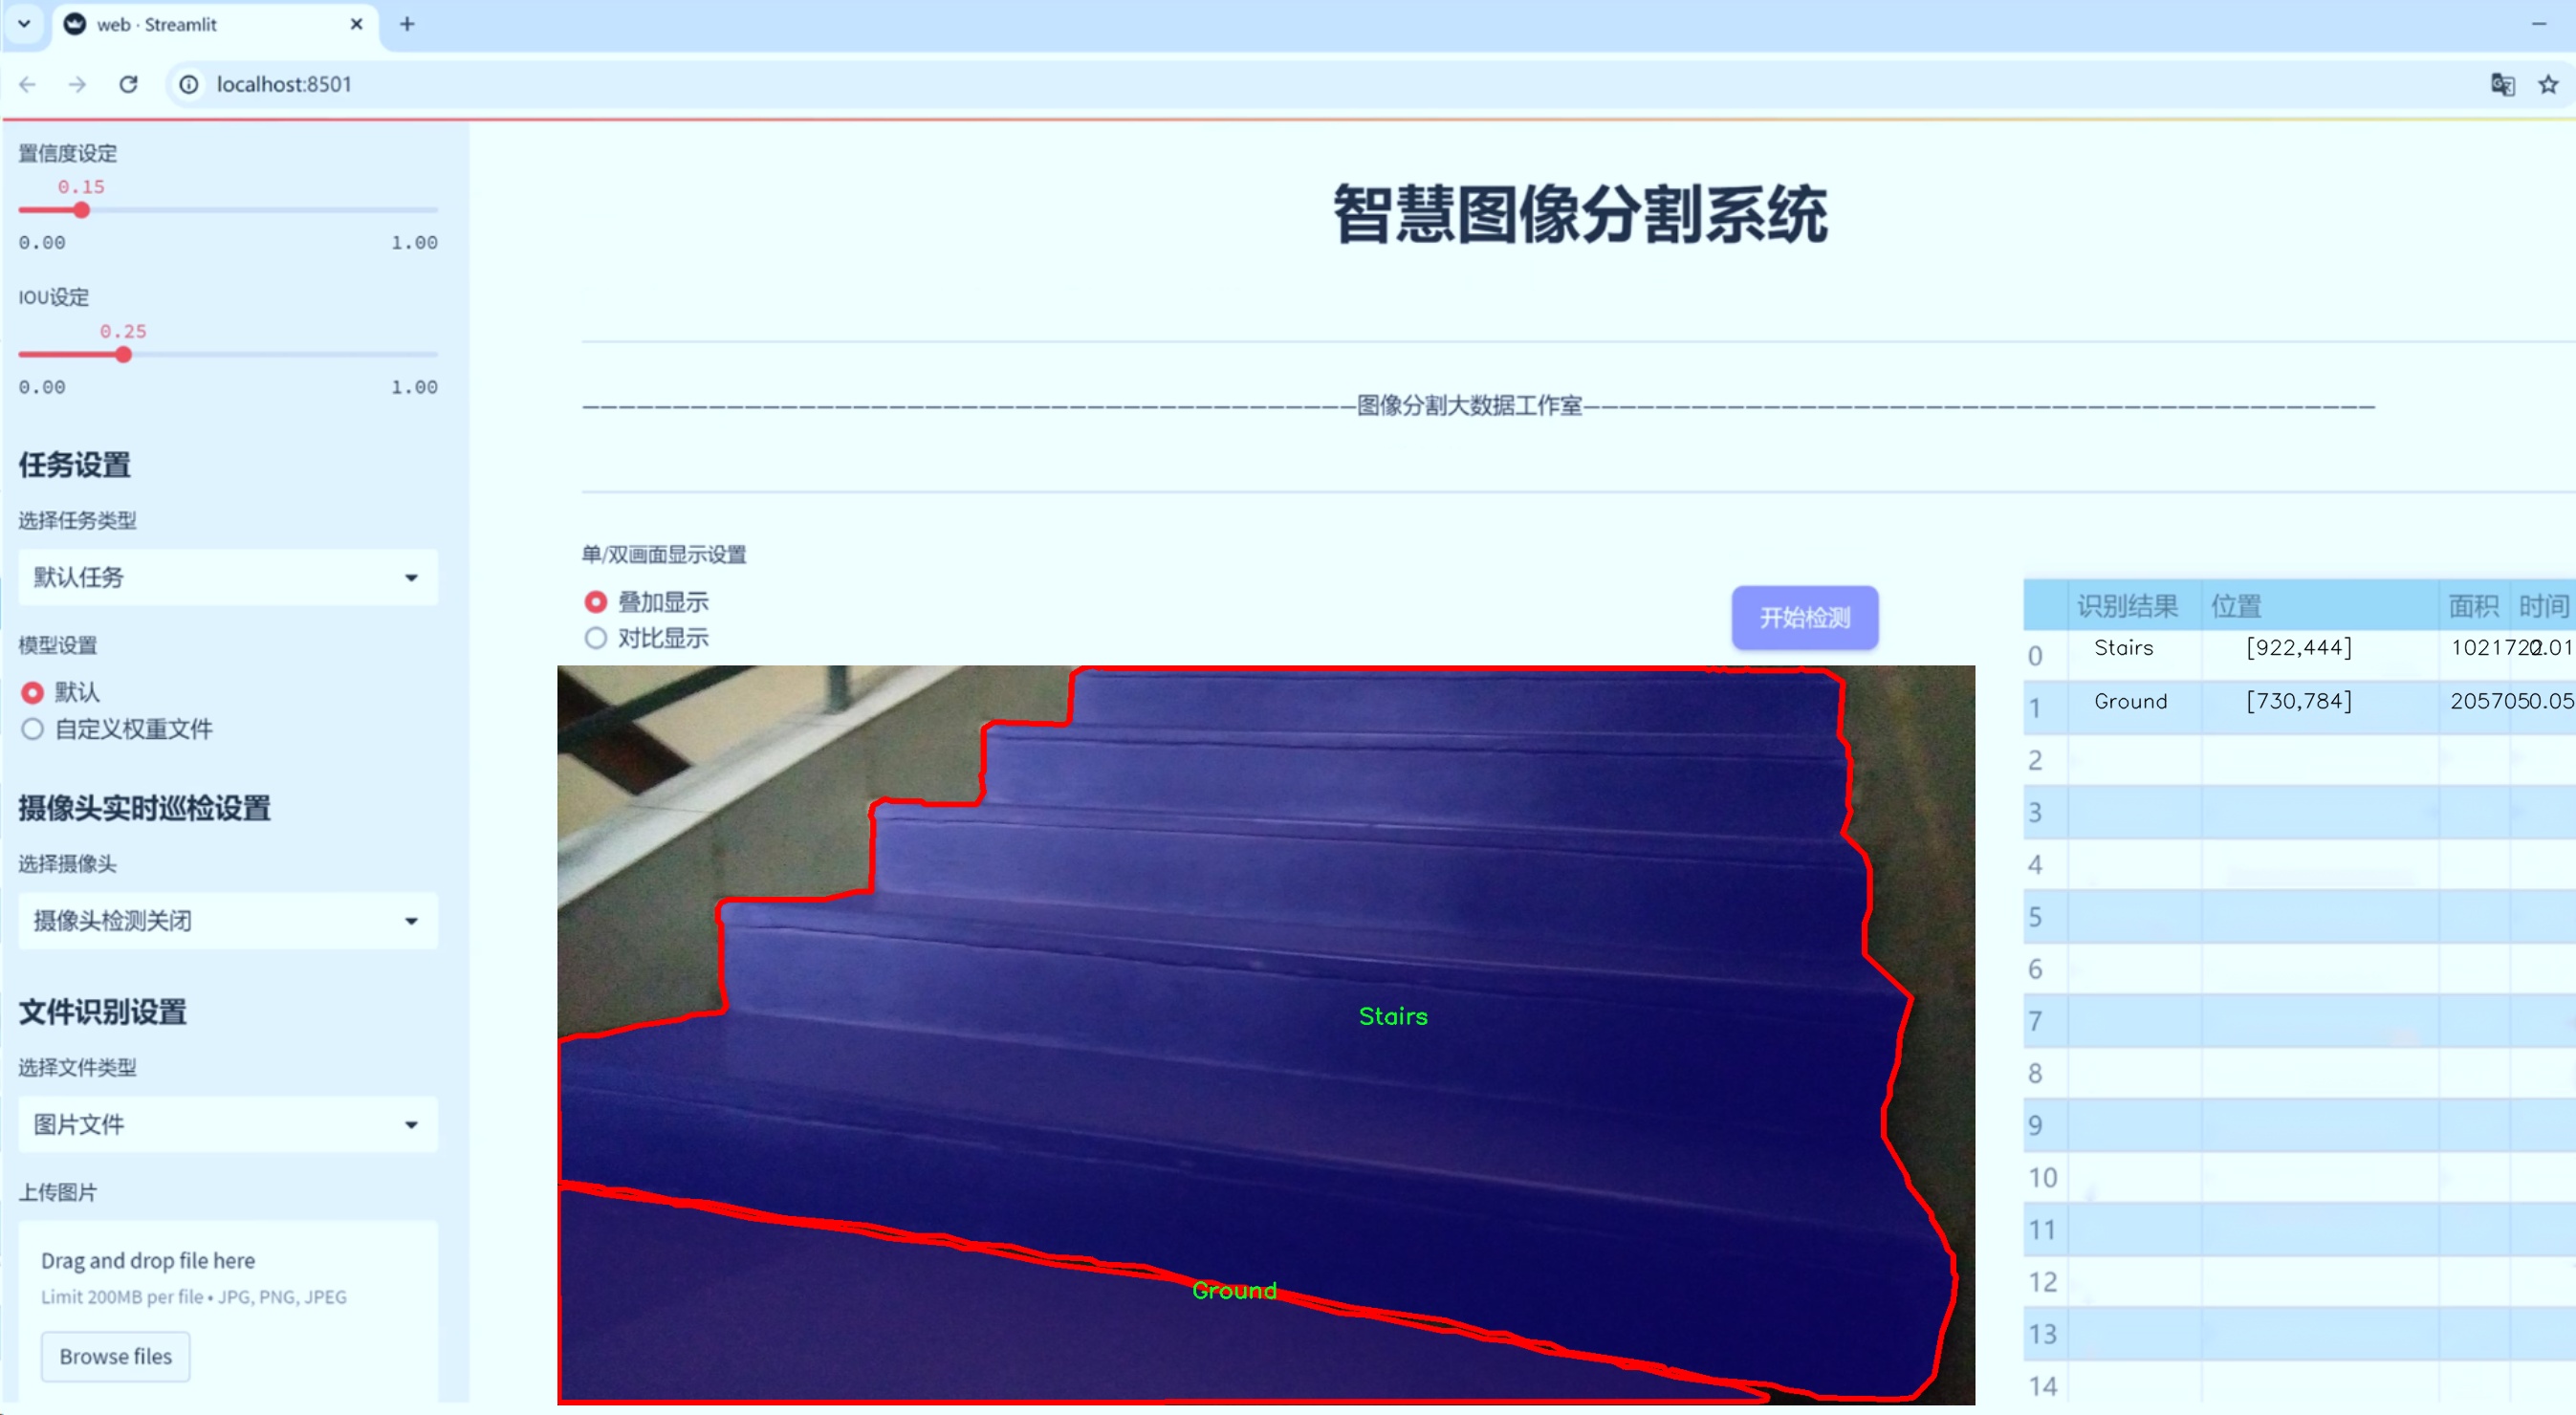 web · Streamlit
localhost:8501
置信度设定
0.15
0.00 1.00
IOU设定
0.25
0.00 1.00
任务设置
选择任务类型
默认任务
模型设置
默认
自定义权重文件
摄像头实时巡检设置
选择摄像头
摄像头检测关闭
文件识别设置
选择文件类型
图片文件
上传图片
Drag and drop file here
Limit 200MB per file • JPG, PNG, JPEG
Browse files
智慧图像分割系统
———————————————————————————————————————————图像分割大数据工作室————————————————————————————————————————————
单/双画面显示设置
叠加显示
对比显示
开始检测
Stairs
Ground
识别结果 位置 面积 时间
0 Stairs [922,444]
1 Ground [730,784] 205705 0.05
2
3
4
5
6
7
8
9
10
11
12
13
14